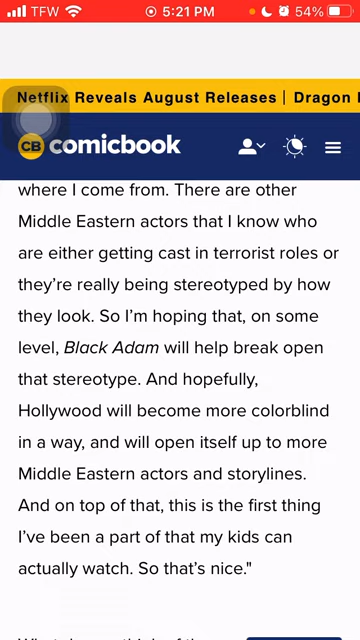 TFW 5:21 PM 54%
Netflix Reveals August Releases | Dragon
CB comicbook
where I come from. There are other
Middle Eastern actors that I know who
are either getting cast in terrorist roles or
they're really being stereotyped by how
they look. So I'm hoping that, on some
level, Black Adam will help break open
that stereotype. And hopefully,
Hollywood will become more colorblind
in a way, and will open itself up to more
Middle Eastern actors and storylines.
And on top of that, this is the first thing
I've been a part of that my kids can
actually watch. So that's nice."